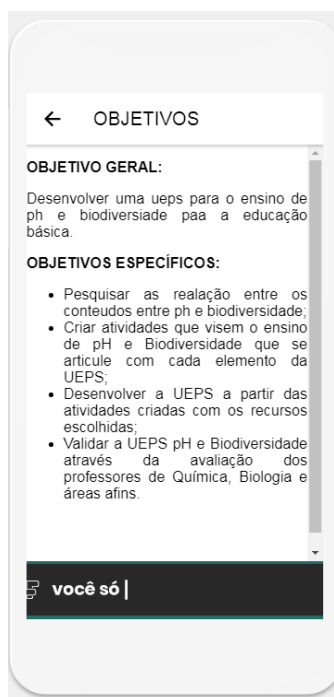 OBJETIVOS
OBJETIVO GERAL:
Desenvolver uma ueps para o ensino de
ph e biodiversiade paa a educação
básica.
OBJETIVOS ESPECÍFICOS:
• Pesquisar as realação entre os
conteudos entre ph e biodiversidade;
• Criar atividades que visem o ensino
de pH e Biodiversidade que se
articule com cada elemento da
UEPS;
• Desenvolver a UEPS a partir das
atividades criadas com os recursos
escolhidas;
• Validar a UEPS pH e Biodiversidade
através da avaliação dos
professores de Química, Biologia e
áreas afins.
você só |